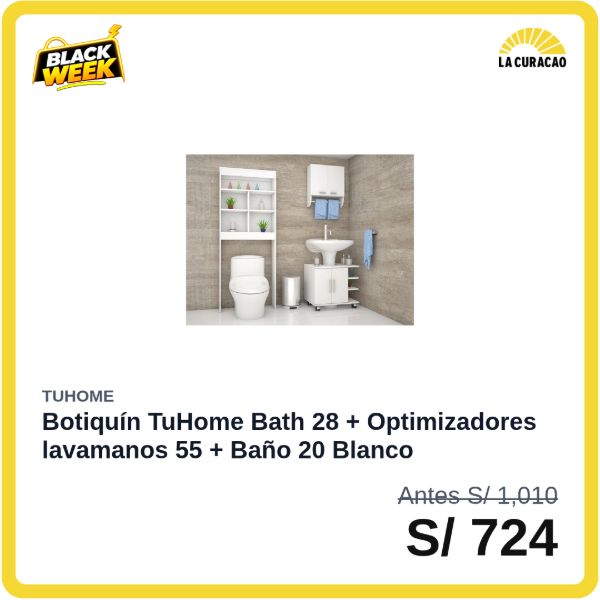 BLACK
WEEK
LA CURACAO
TUHOME
Botiquín TuHome Bath 28 + Optimizadores
lavamanos 55 + Baño 20 Blanco
Antes S/ 1,010
S/ 724